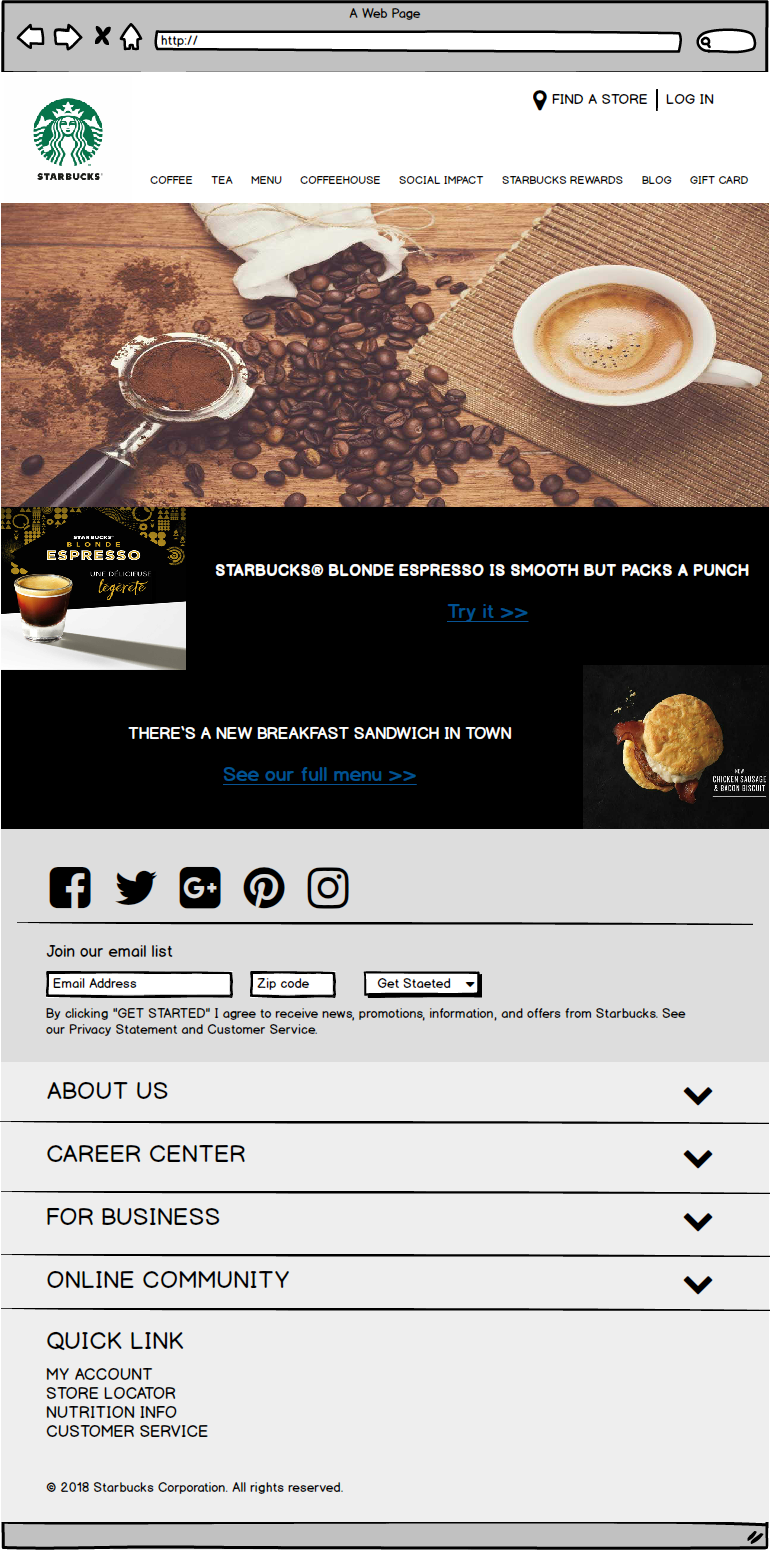 A Web Page
http://
FIND A STORE
LOG IN
STARBUCKS®
COFFEE TEA MENU COFFEEHOUSE SOCIAL IMPACT STARBUCKS REWARDS BLOG GIFT CARD
STARBUCKS®
BLONDE
ESPRESSO
UNE DÉLICIEUSE
légèreté
STARBUCKS® BLONDE ESPRESSO IS SMOOTH BUT PACKS A PUNCH
Try it >>
THERE`S A NEW BREAKFAST SANDWICH IN TOWN
See our full menu >>
NEW
CHICKEN SAUSAGE
& BACON BISCUIT
Join our email list
Email Address Zip code Get Staeted
By clicking "GET STARTED" I agree to receive news, promotions, information, and offers from Starbucks. See
our Privacy Statement and Customer Service.
ABOUT US
CAREER CENTER
FOR BUSINESS
ONLINE COMMUNITY
QUICK LINK
MY ACCOUNT
STORE LOCATOR
NUTRITION INFO
CUSTOMER SERVICE
© 2018 Starbucks Corporation. All rights reserved.